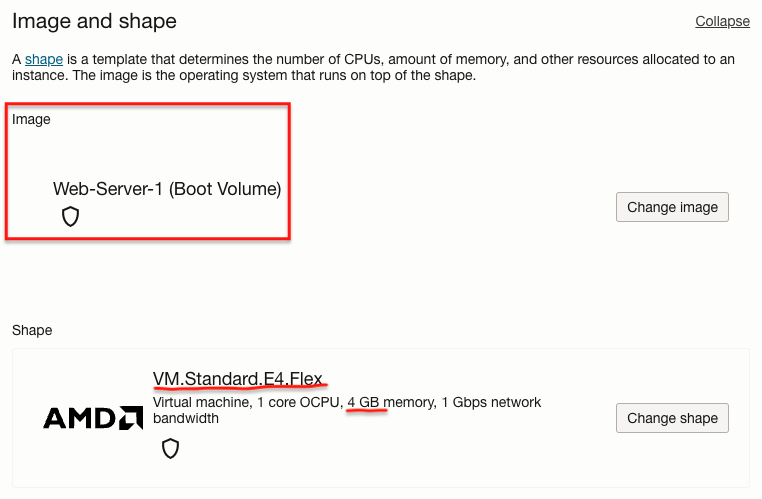 Image and shape
Collapse
A shape is a template that determines the number of CPUs, amount of memory, and other resources allocated to an
instance. The image is the operating system that runs on top of the shape.
Image
Web-Server-1 (Boot Volume)
Change image
Shape
VM.Standard.E4.Flex
Virtual machine, 1 core OCPU, 4 GB memory, 1 Gbps network
bandwidth
AMD
Change shape